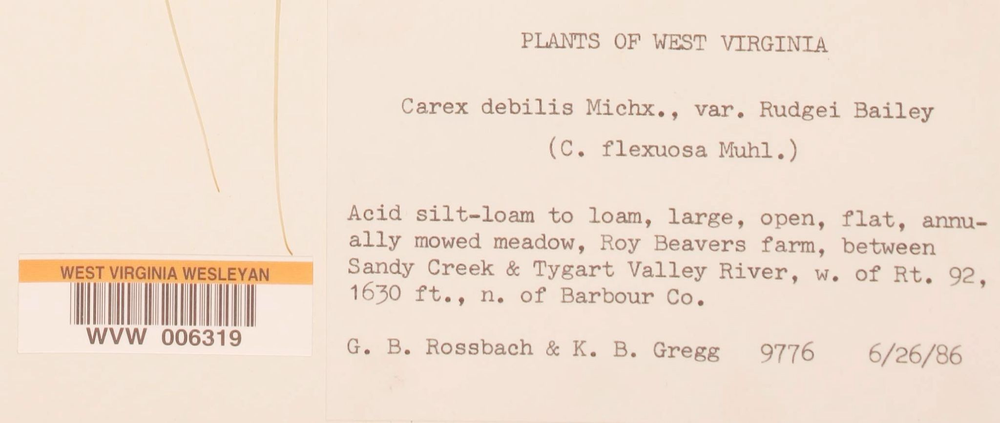 PLANTS OF WEST VIRGINIA
Carex debilis Michx., var. Rudgei Bailey
(C. flexuosa Muhl.)
Acid silt-loam to loam, large, open, flat, annu-
ally mowed meadow, Roy Beavers farm, between
Sandy Creek & Tygart Valley River, w. of Rt. 92,
1630 ft., n. of Barbour Co.
G. B. Rossbach & K. B. Gregg 9776 6/26/86
WEST VIRGINIA WESLEYAN
WVW 006319